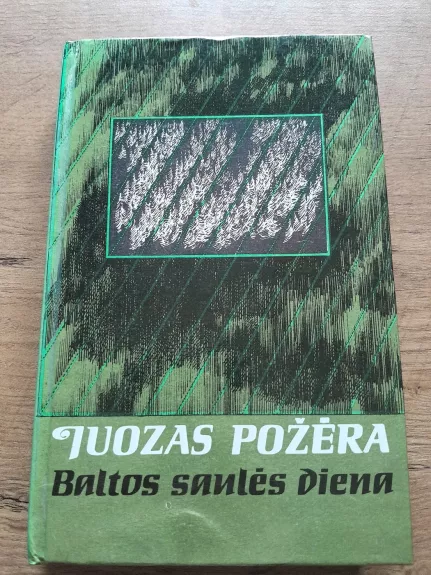 JUOZAS POŽĖRA
Baltos saulės diena